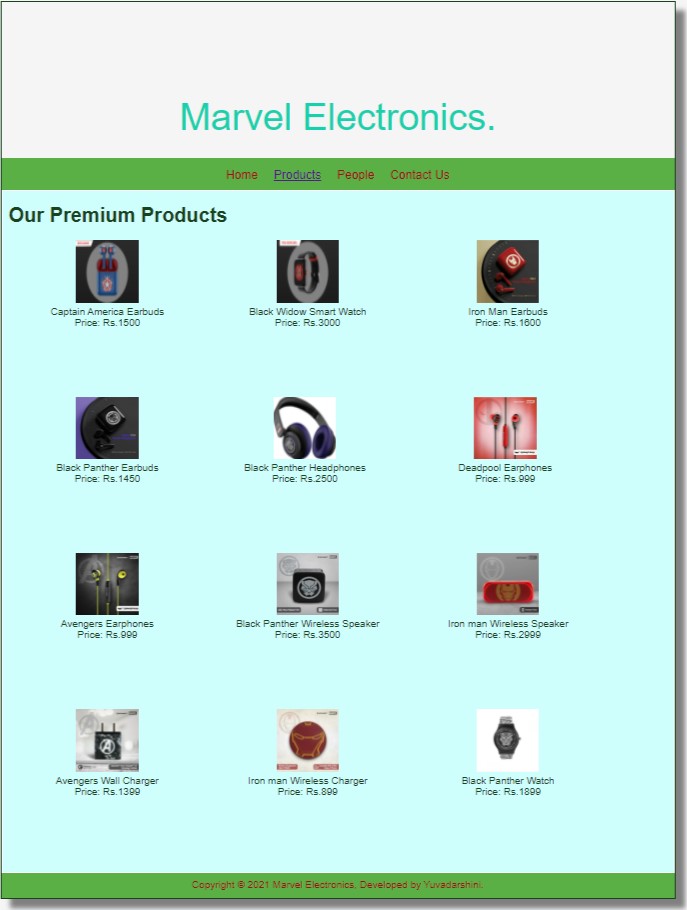 Marvel Electronics.
Home Products People Contact Us
Our Premium Products
Captain America Earbuds
Price: Rs.1500
Black Widow Smart Watch
Price: Rs.3000
Iron Man Earbuds
Price: Rs.1600
Black Panther Earbuds
Price: Rs.1450
Black Panther Headphones
Price: Rs.2500
Deadpool Earphones
Price: Rs.999
Avengers Earphones
Price: Rs.999
Black Panther Wireless Speaker
Price: Rs.3500
Iron man Wireless Speaker
Price: Rs.2999
Avengers Wall Charger
Price: Rs.1399
Iron man Wireless Charger
Price: Rs.899
Black Panther Watch
Price: Rs.1899
Copyright © 2021 Marvel Electronics, Developed by Yuvadarshini.